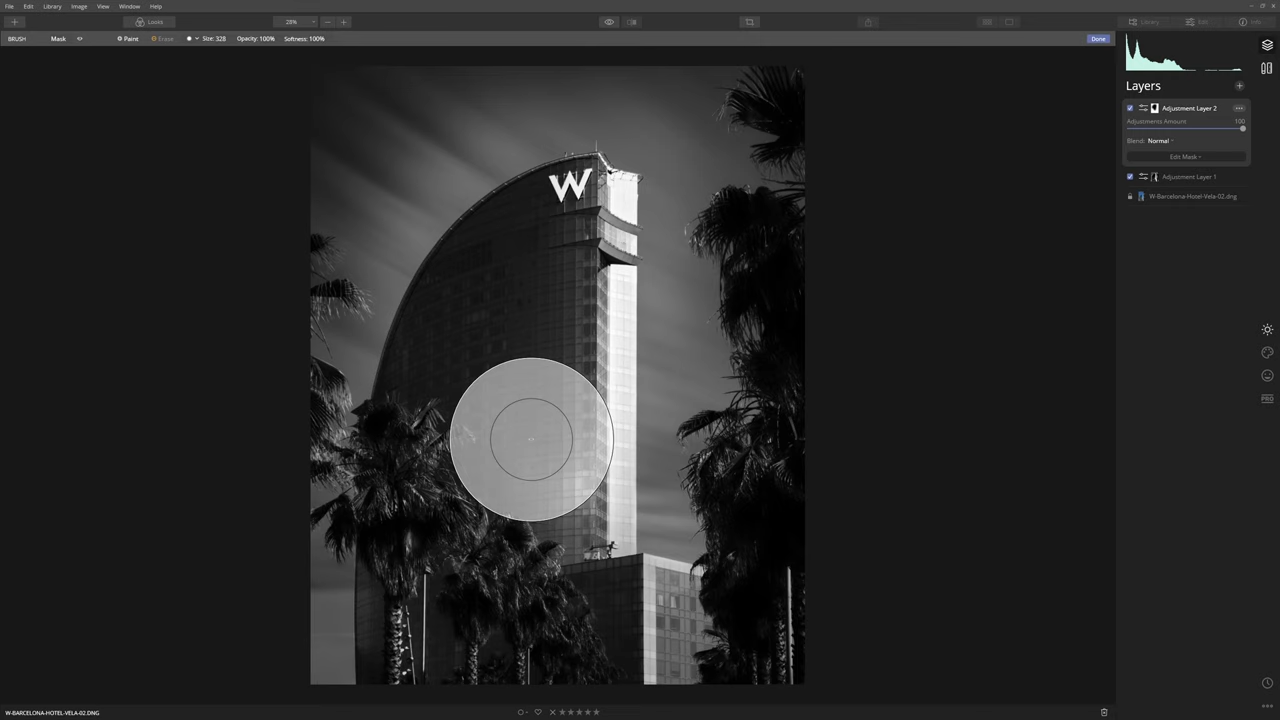 File Edit Library Image View Window Help
Looks 28% Library Edit Info
BRUSH Mask Paint Erase Size: 328 Opacity: 100% Softness: 100% Done
Layers
Adjustment Layer 2
Adjustments Amount 100
Blend: Normal
Edit Mask
Adjustment Layer 1
W-Barcelona-Hotel-Vela-02.dng
W
PRO
W-BARCELONA-HOTEL-VELA-02.DNG